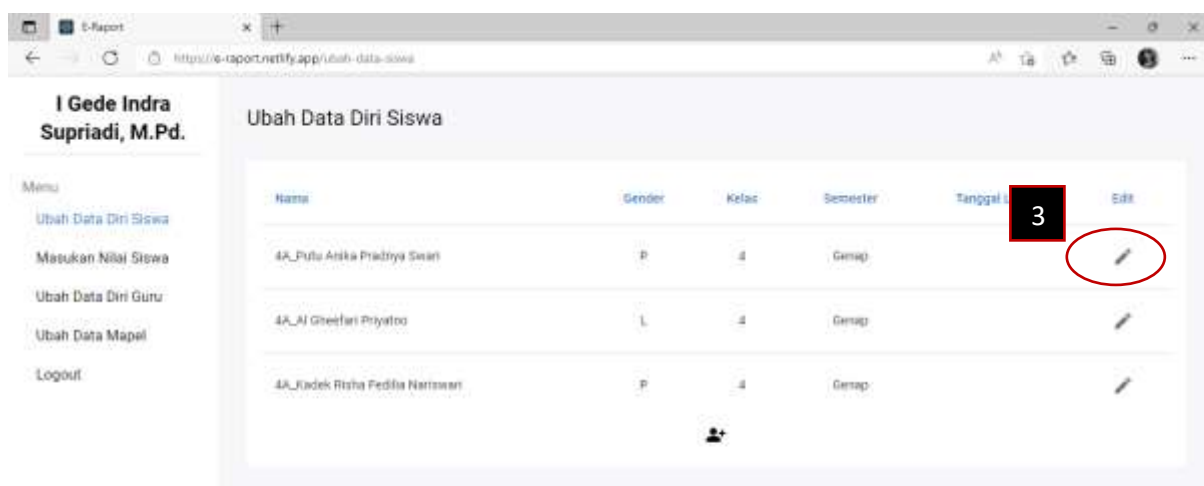 E-Raport
https://e-raport.netlify.app/ubah-data-siswa
I Gede Indra
Supriadi, M.Pd.
Ubah Data Diri Siswa
Menu
Ubah Data Diri Siswa
Masukan Nilai Siswa
Ubah Data Diri Guru
Ubah Data Mapel
Logout
Nama Gender Kelas Semester Tanggal L Edit
3
4A_Putu Anika Pradnya Swari P 4 Genap
4A_Al Gheefari Priyatno L 4 Genap
4A_Kadek Risha Fedilia Nariswari P 4 Genap